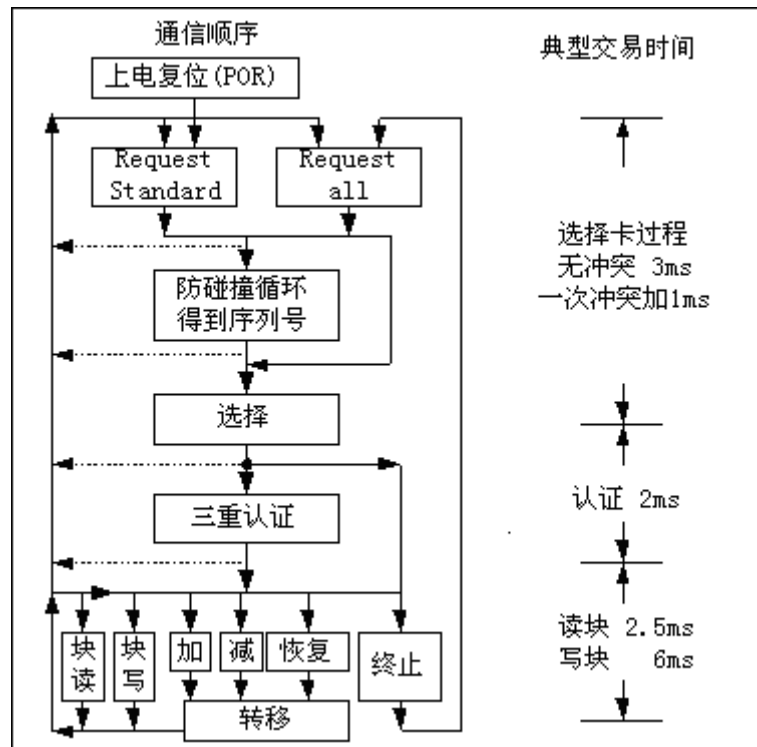 通信顺序
典型交易时间
上电复位(POR)
Request
Standard
Request
all
选择卡过程
无冲突 3ms
一次冲突加1ms
防碰撞循环
得到序列号
选择
三重认证
认证 2ms
块读
块写
加
减
恢复
终止
读块 2.5ms
写块 6ms
转移